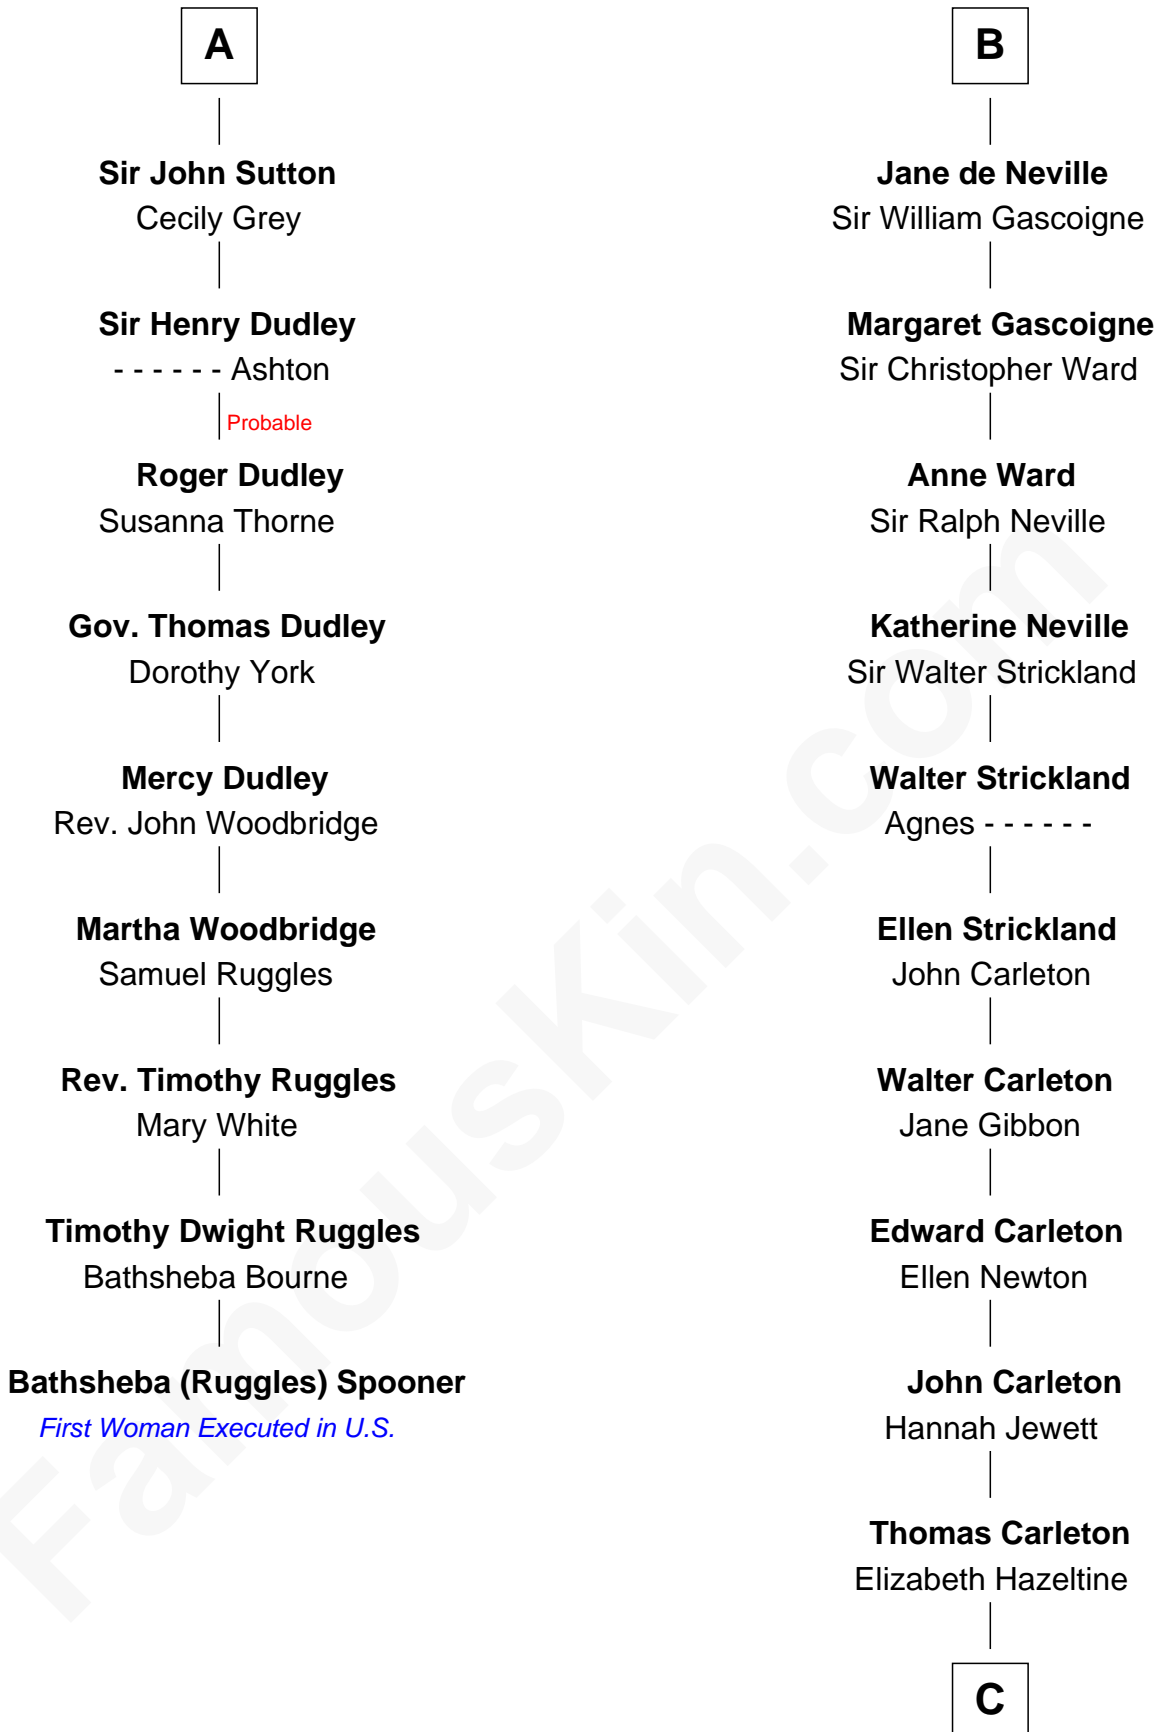 A
Sir John Sutton
Cecily Grey
Sir Henry Dudley
- - - - - - Ashton
Probable
Roger Dudley
Susanna Thorne
Gov. Thomas Dudley
Dorothy York
Mercy Dudley
Rev. John Woodbridge
Martha Woodbridge
Samuel Ruggles
Rev. Timothy Ruggles
Mary White
Timothy Dwight Ruggles
Bathsheba Bourne
Bathsheba (Ruggles) Spooner
First Woman Executed in U.S.
B
Jane de Neville
Sir William Gascoigne
Margaret Gascoigne
Sir Christopher Ward
Anne Ward
Sir Ralph Neville
Katherine Neville
Sir Walter Strickland
Walter Strickland
Agnes - - - - - -
Ellen Strickland
John Carleton
Walter Carleton
Jane Gibbon
Edward Carleton
Ellen Newton
John Carleton
Hannah Jewett
Thomas Carleton
Elizabeth Hazeltine
C
FamousKin.com